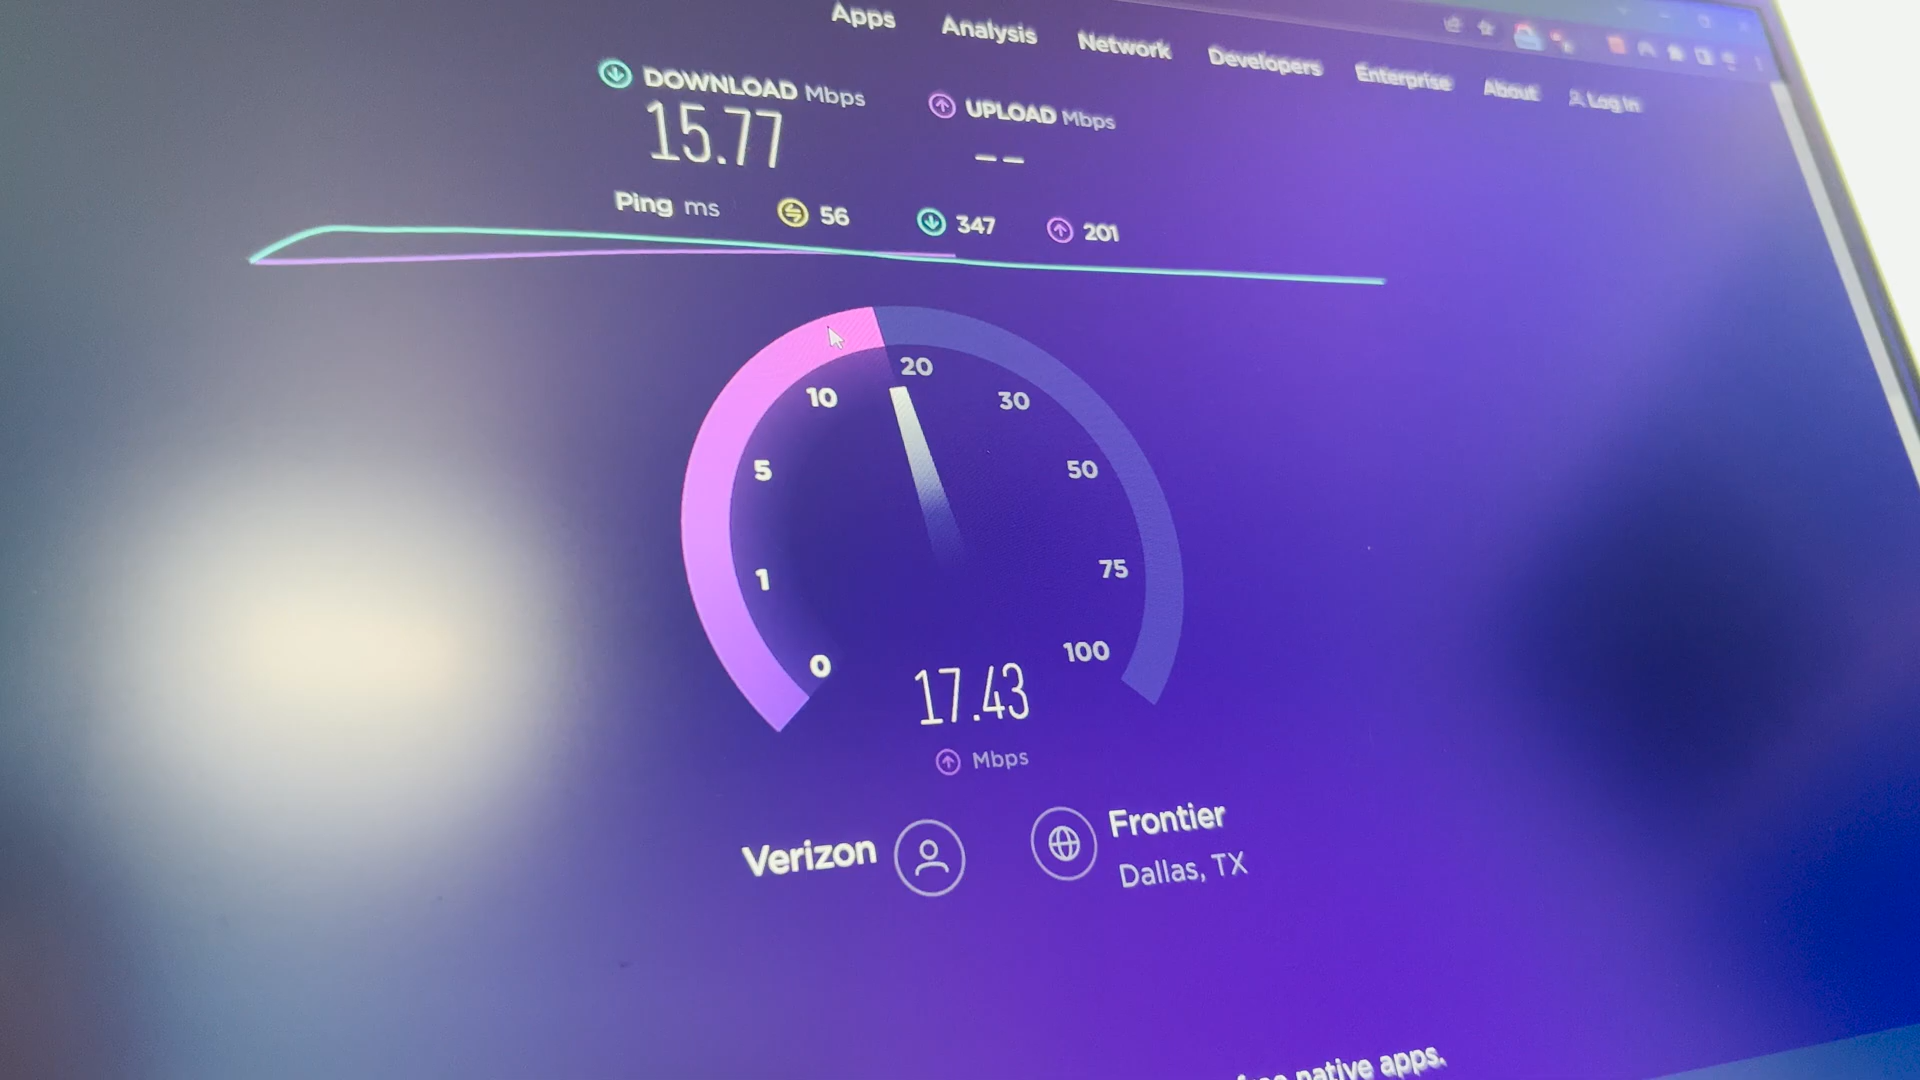 Apps Analysis Network Developers Enterprise About Log In
DOWNLOAD Mbps
15.77
UPLOAD Mbps
--
Ping ms 56 347 201
0
1
5
10
20
30
50
75
100
17.43
Mbps
Verizon
Frontier
Dallas, TX
native apps.